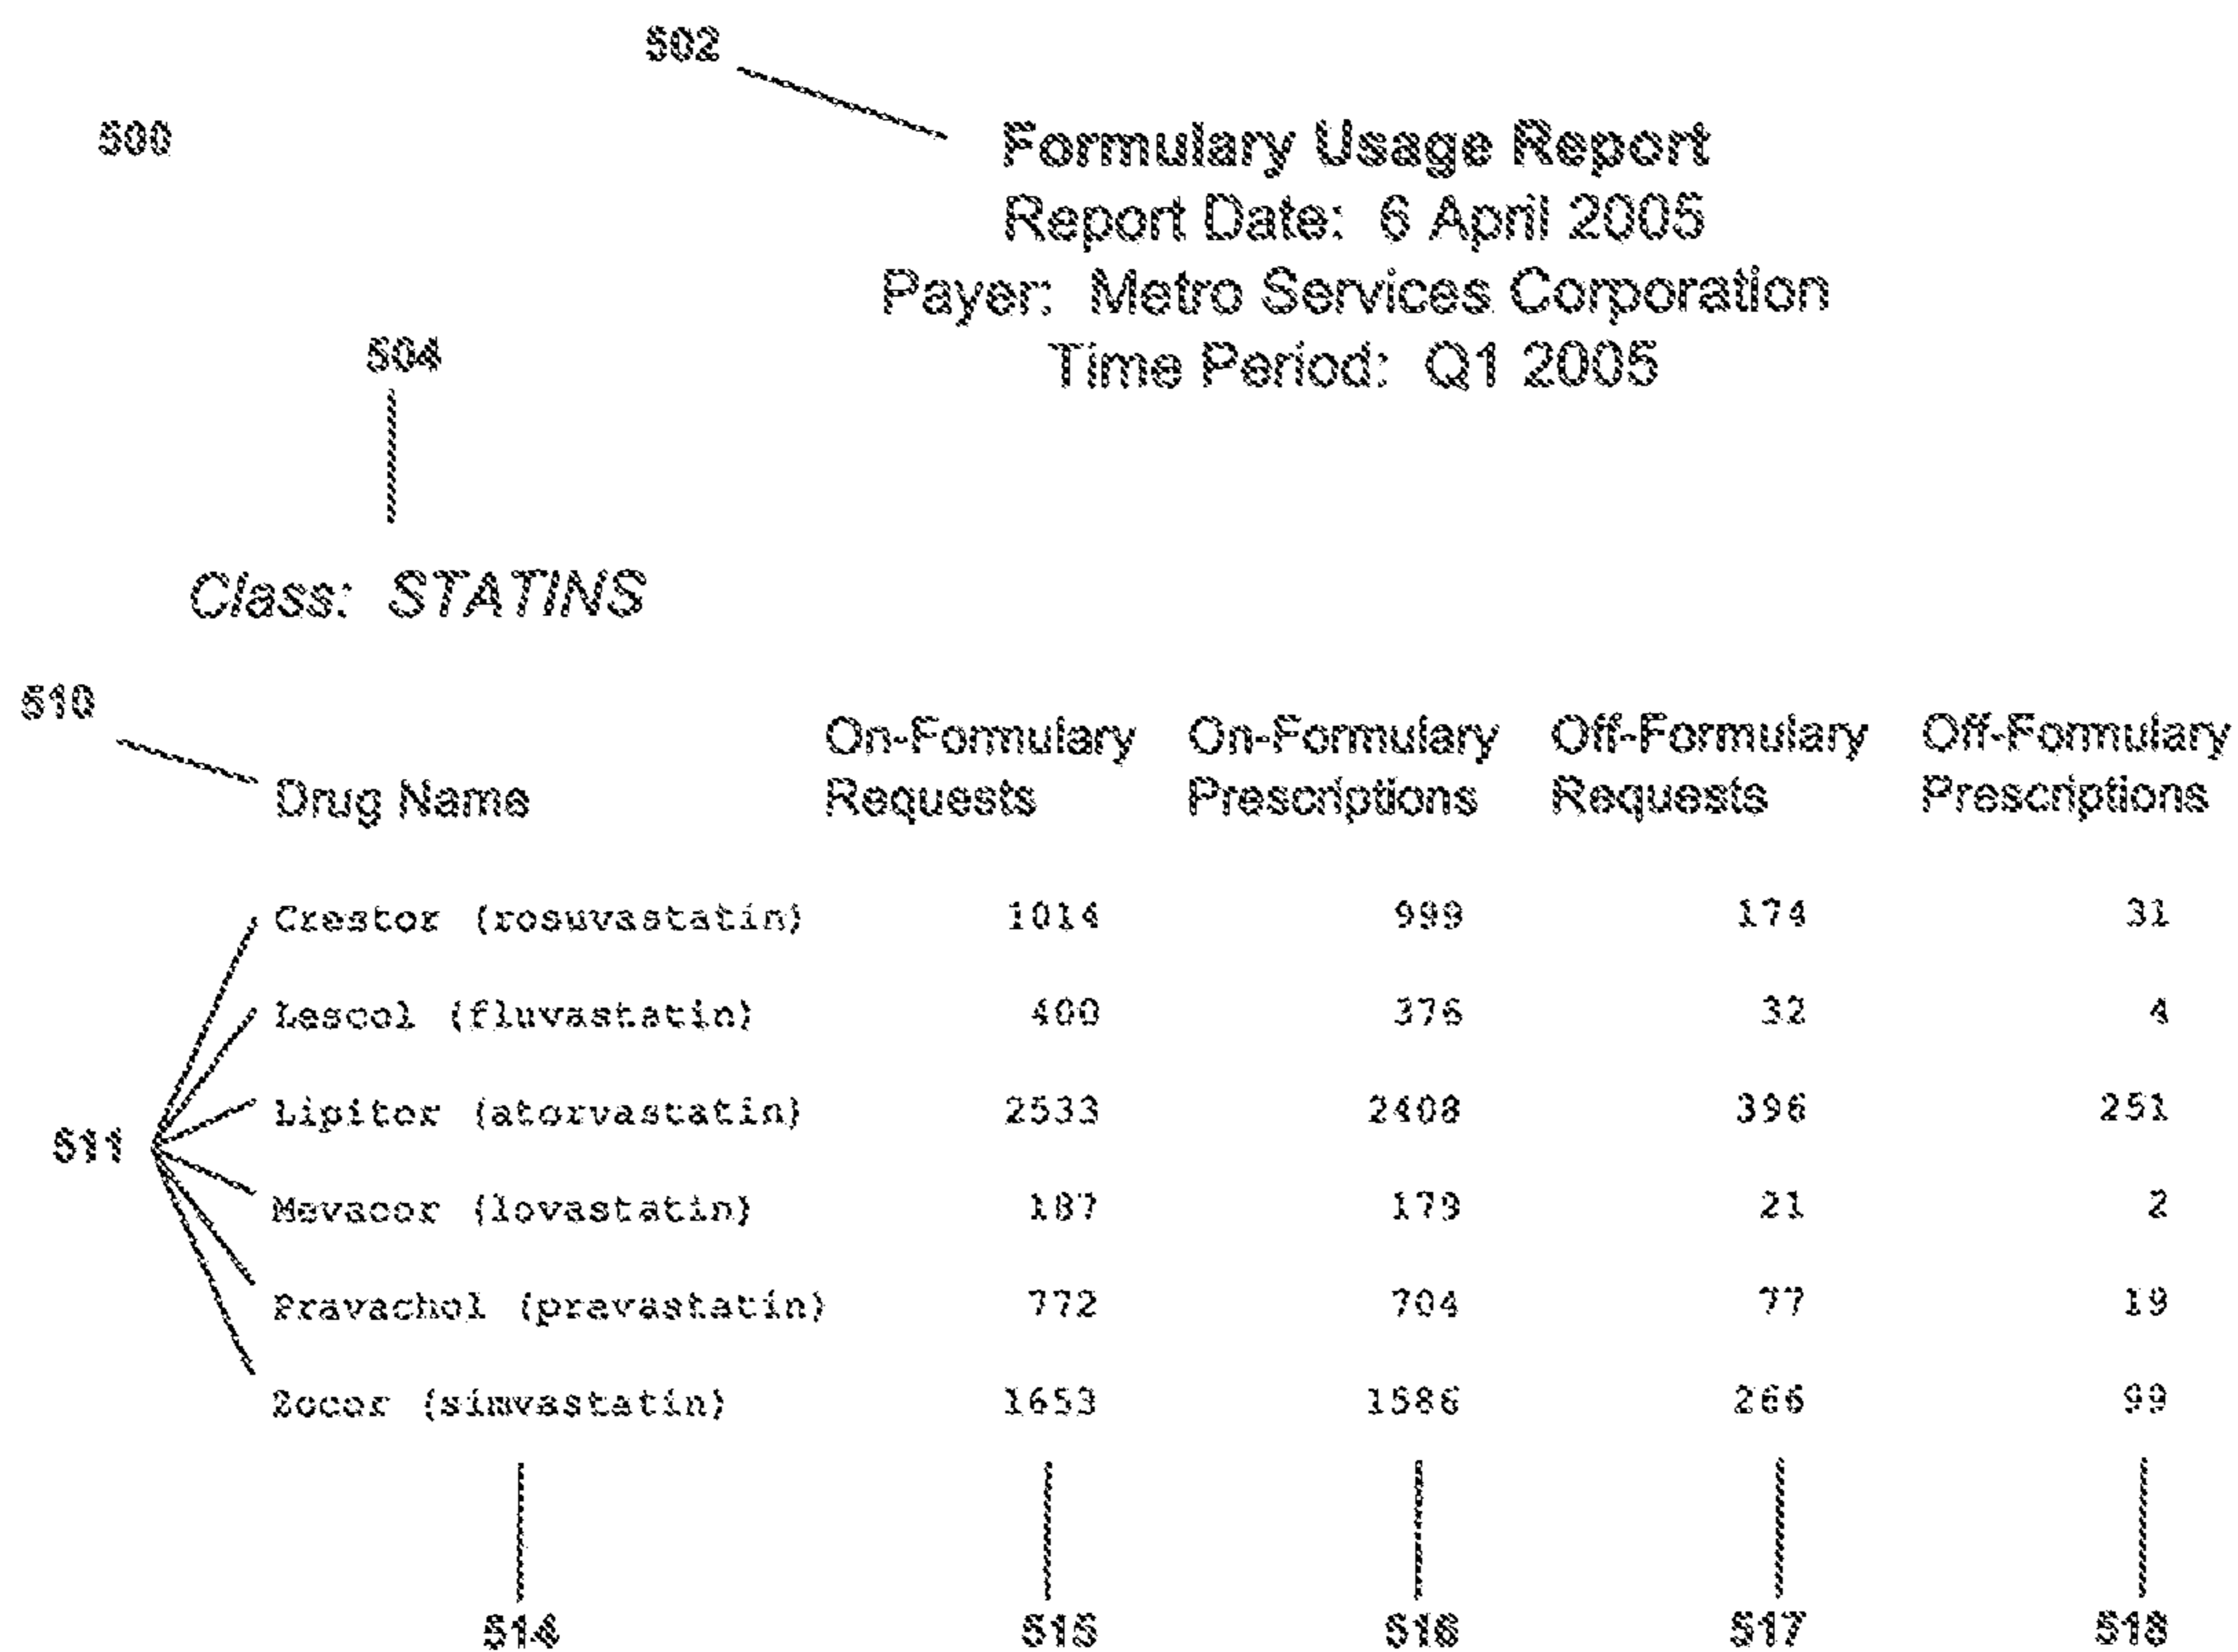 502
500
Formulary Usage Report
Report Date: 6 April 2005
Payer: Metro Services Corporation
Time Period: Q1 2005
504
Class: STATINS
510
Drug Name On-Formulary Requests On-Formulary Prescriptions Off-Formulary Requests Off-Formulary Prescriptions
Crestor (rosuvastatin) 1014 999 174 31
Lescol (fluvastatin) 400 376 32 4
Lipitor (atorvastatin) 2533 2408 396 251
511
Mevacor (lovastatin) 187 179 21 2
Pravachol (pravastatin) 772 704 77 19
Zocor (simvastatin) 1653 1586 266 99
514 515 516 517 518